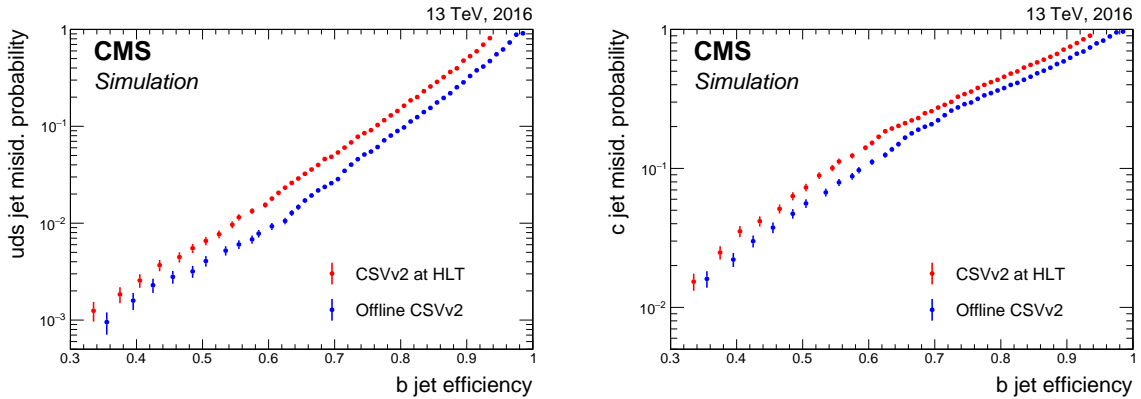 13 TeV, 2016
CMS
Simulation
uds jet misid. probability
1
10⁻¹
10⁻²
10⁻³
CSVv2 at HLT
Offline CSVv2
0.3 0.4 0.5 0.6 0.7 0.8 0.9 1
b jet efficiency
13 TeV, 2016
CMS
Simulation
c jet misid. probability
1
10⁻¹
10⁻²
CSVv2 at HLT
Offline CSVv2
0.3 0.4 0.5 0.6 0.7 0.8 0.9 1
b jet efficiency